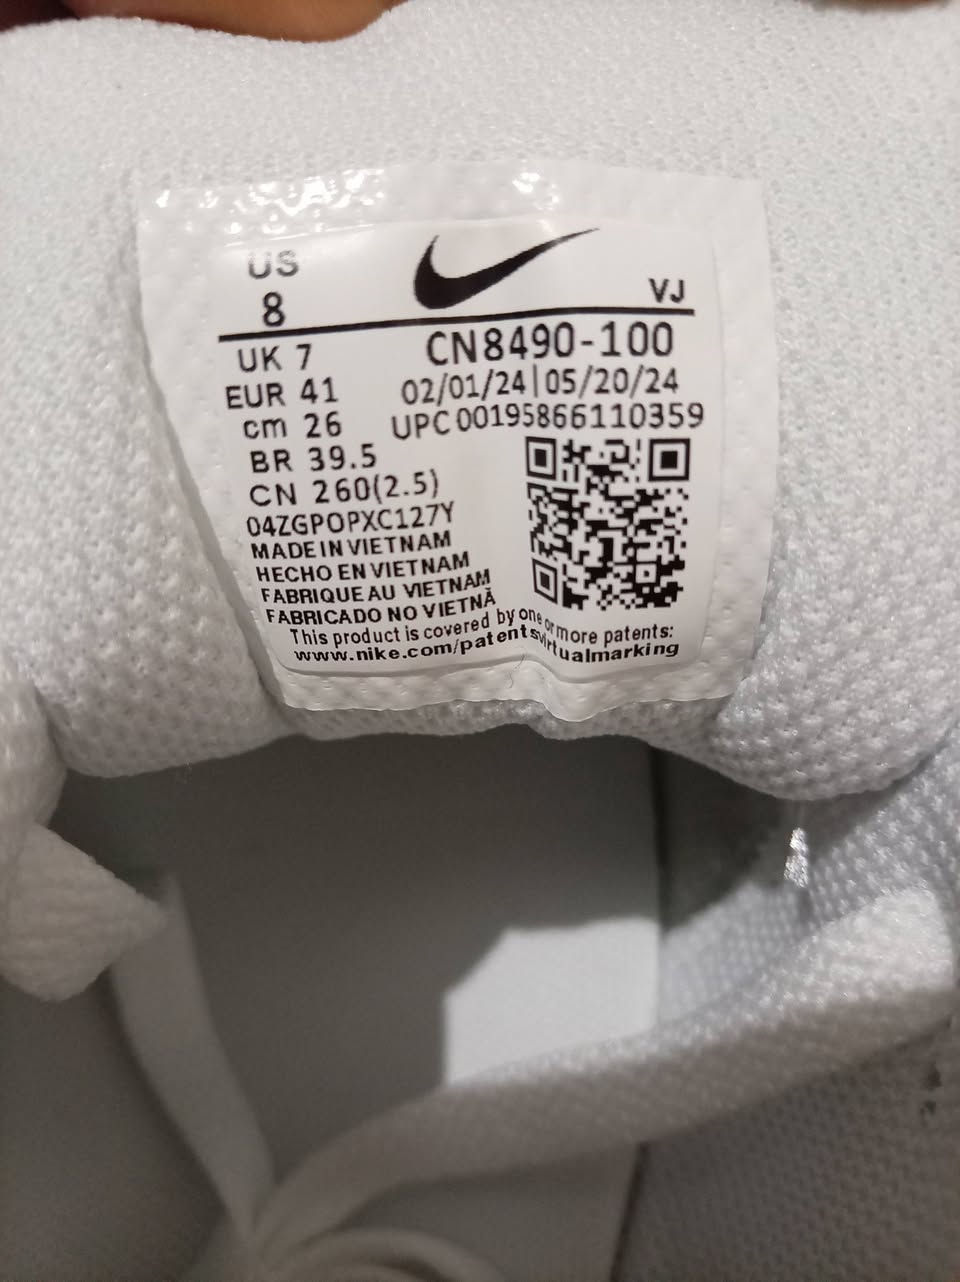 US
8
VJ
UK 7
CN8490-100
EUR 41
02/01/24|05/20/24
cm 26
UPC 00195866110359
BR 39.5
CN 260(2.5)
04ZGPOPXC127Y
MADE IN VIETNAM
HECHO EN VIETNAM
FABRIQUE AU VIETNAM
FABRICADO NO VIETNÃ
This product is covered by one or more patents:
www.nike.com/patentsvirtualmarking